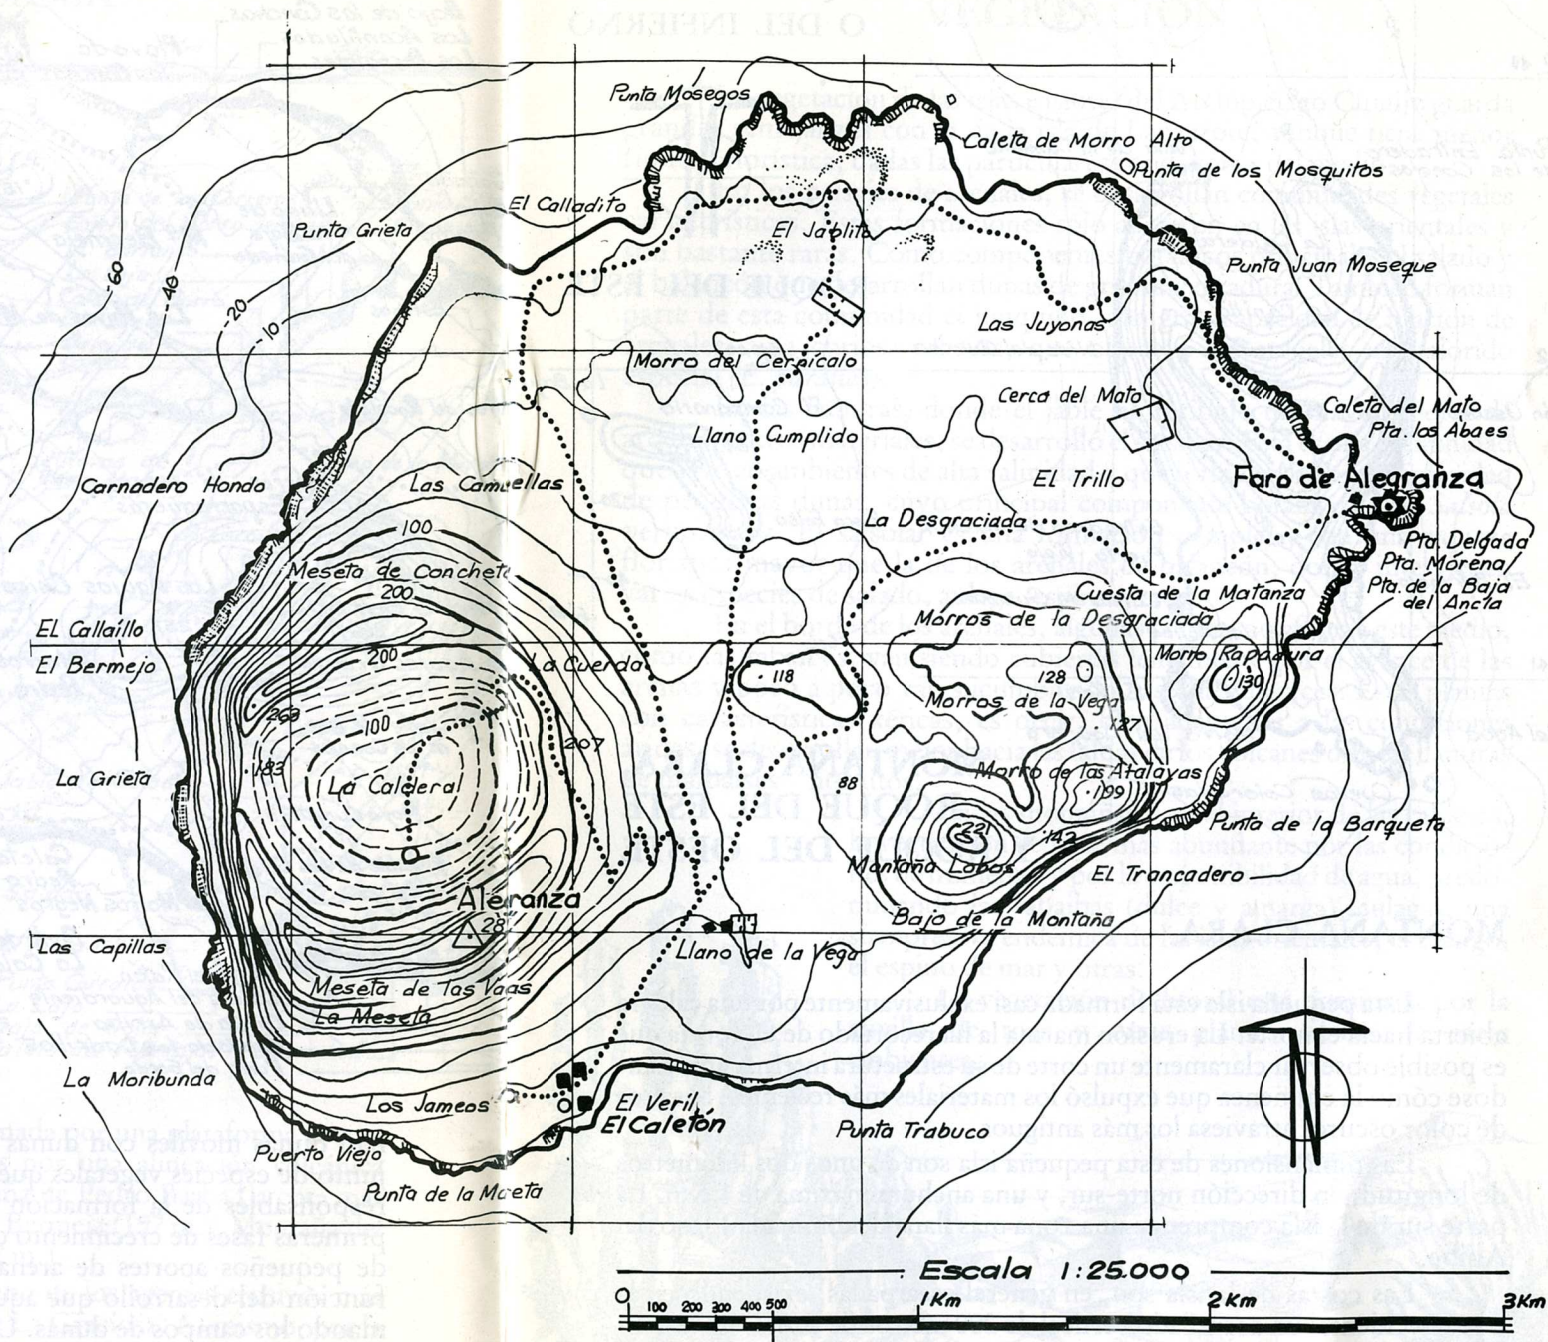 Punta Mosegos
Caleta de Morro Alto
Punta de los Mosquitos
El Calladito
Punta Grieta
El Jablito
Punta Juan Moseque
60
40
20
10
Las Juyonas
Morro del Cernícalo
Cerca del Mato
Caleta del Mato
Pta. los Abaes
Llano Cumplido
Carnadero Hondo
El Trillo
Faro de Alegranza
La Desgraciada
100
Pta. Delgada
Pta. Morena
Pta. de la Baja
del Ancla
Meseta de Conchet
200
Cuesta de la Matanza
Morros de la Desgraciada
El Callaíllo
El Bermejo
200
La Cuerda
118
128
Morro Rapadura
130
Morros de la Vega
127
263
100
207
183
La Grieta
La Caldera
88
Morro de las Atalayas
199
Punta de la Barqueta
221
142
Montaña Lobos
El Trancadero
Alegranza
28
Bajo de la Montaña
Las Capillas
Llano de la Vega
Meseta de las Vaas
La Meseta
La Moribunda
Los Jameos
El Veril
El Caletón
Punta Trabuco
Puerto Viejo
Punta de la Maeta
N
Escala 1:25.000
0 100 200 300 400 500 1Km 2Km 3Km